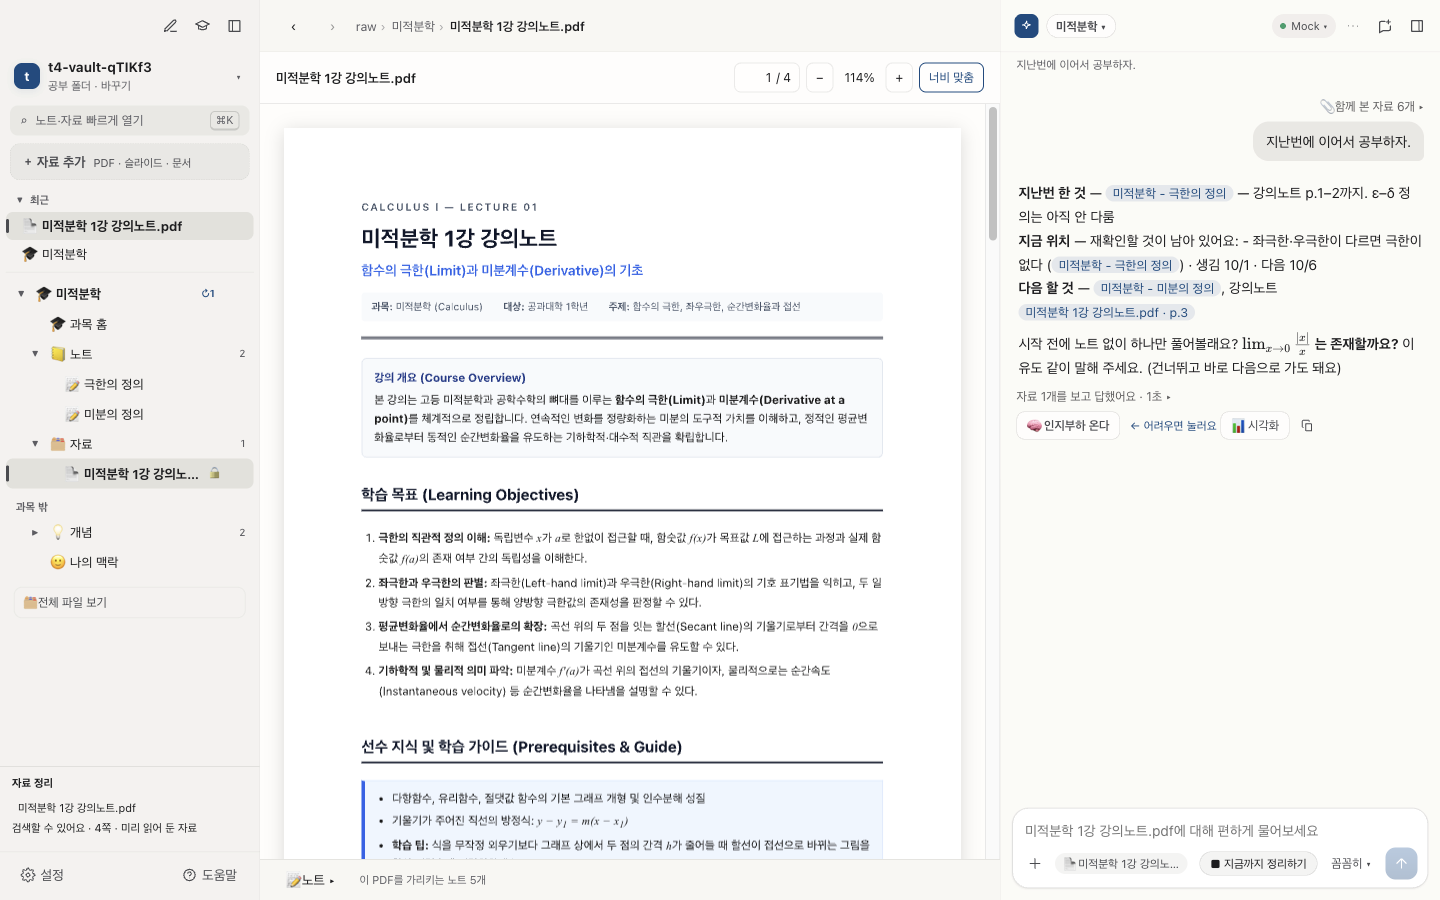 t4-vault-qTIKf3
공부 폴더 · 바꾸기
노트·자료 빠르게 열기 ⌘K
+ 자료 추가 PDF · 슬라이드 · 문서
최근
미적분학 1강 강의노트.pdf
미적분학
미적분학 ↻1
과목 홈
노트 2
극한의 정의
미분의 정의
자료 1
미적분학 1강 강의노...
과목 밖
개념 2
나의 맥락
전체 파일 보기
자료 정리
미적분학 1강 강의노트.pdf
검색할 수 있어요 · 4쪽 · 미리 읽어 둔 자료
설정 도움말
raw › 미적분학 › 미적분학 1강 강의노트.pdf
미적분학 1강 강의노트.pdf 1 / 4 − 114% + 너비 맞춤
CALCULUS I — LECTURE 01
미적분학 1강 강의노트
함수의 극한(Limit)과 미분계수(Derivative)의 기초
과목: 미적분학 (Calculus) 대상: 공과대학 1학년 주제: 함수의 극한, 좌우극한, 순간변화율과 접선
강의 개요 (Course Overview)
본 강의는 고등 미적분학과 공학수학의 뼈대를 이루는 함수의 극한(Limit)과 미분계수(Derivative at a
point)를 체계적으로 정립합니다. 연속적인 변화를 정량화하는 미분의 도구적 가치를 이해하고, 정적인 평균변
화율로부터 동적인 순간변화율을 유도하는 기하학적·대수적 직관을 확립합니다.
학습 목표 (Learning Objectives)
1. 극한의 직관적 정의 이해: 독립변수 x가 a로 한없이 접근할 때, 함숫값 f(x)가 목표값 L에 접근하는 과정과 실제 함
숫값 f(a)의 존재 여부 간의 독립성을 이해한다.
2. 좌극한과 우극한의 판별: 좌극한(Left-hand limit)과 우극한(Right-hand limit)의 기호 표기법을 익히고, 두 일
방향 극한의 일치 여부를 통해 양방향 극한값의 존재성을 판정할 수 있다.
3. 평균변화율에서 순간변화율로의 확장: 곡선 위의 두 점을 잇는 할선(Secant line)의 기울기로부터 간격을 0으로
보내는 극한을 취해 접선(Tangent line)의 기울기인 미분계수를 유도할 수 있다.
4. 기하학적 및 물리적 의미 파악: 미분계수 f'(a)가 곡선 위의 접선의 기울기이자, 물리적으로는 순간속도
(Instantaneous velocity) 등 순간변화율을 나타냄을 설명할 수 있다.
선수 지식 및 학습 가이드 (Prerequisites & Guide)
• 다항함수, 유리함수, 절댓값 함수의 기본 그래프 개형 및 인수분해 성질
• 기울기가 주어진 직선의 방정식: y − y₁ = m(x − x₁)
• 학습 팁: 식을 무작정 외우기보다 그래프 상에서 두 점의 간격 h가 줄어들 때 할선이 접선으로 바뀌는 그림을
노트 ▸ 이 PDF를 가리키는 노트 5개
미적분학 ▾ Mock ▾ ···
지난번에 이어서 공부하자.
함께 본 자료 6개 ▸
지난번에 이어서 공부하자.
지난번 한 것 — 미적분학 - 극한의 정의 — 강의노트 p.1–2까지. ε–δ 정
의는 아직 안 다룸
지금 위치 — 재확인할 것이 남아 있어요: - 좌극한·우극한이 다르면 극한이
없다 ( 미적분학 - 극한의 정의 ) · 생김 10/1 · 다음 10/6
다음 할 것 — 미적분학 - 미분의 정의 , 강의노트
미적분학 1강 강의노트.pdf · p.3
시작 전에 노트 없이 하나만 풀어볼래요? lim x→0 |x|/x 는 존재할까요? 이
유도 같이 말해 주세요. (건너뛰고 바로 다음으로 가도 돼요)
자료 1개를 보고 답했어요 · 1초 ▸
인지부하 온다 ← 어려우면 눌러요 시각화
미적분학 1강 강의노트.pdf에 대해 편하게 물어보세요
+ 미적분학 1강 강의노... 지금까지 정리하기 꼼꼼히 ▾